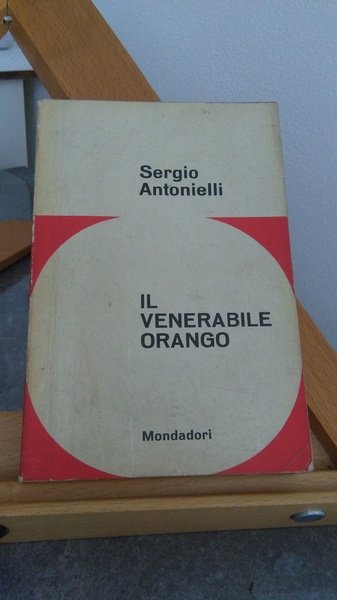 Sergio
Antonielli
IL
VENERABILE
ORANGO
Mondadori